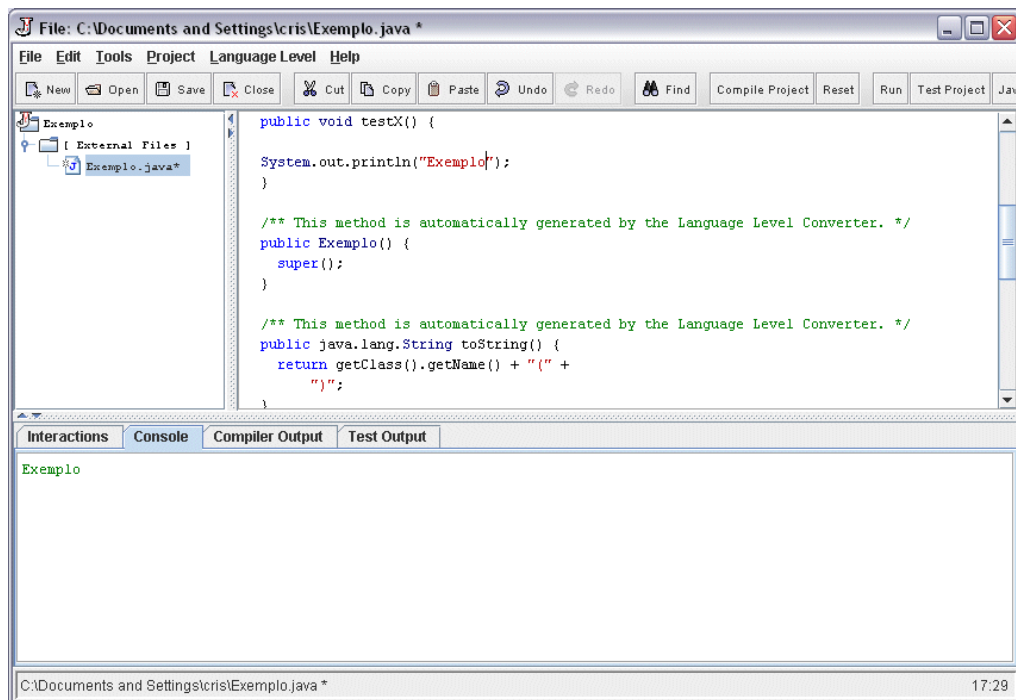 File: C:\Documents and Settings\cris\Exemplo.java *
File Edit Tools Project Language Level Help
New Open Save Close Cut Copy Paste Undo Redo Find Compile Project Reset Run Test Project Jav
Exemplo
[ External Files ]
Exemplo.java*
public void testX() {
System.out.println("Exemplo");
}
/** This method is automatically generated by the Language Level Converter. */
public Exemplo() {
super();
}
/** This method is automatically generated by the Language Level Converter. */
public java.lang.String toString() {
return getClass().getName() + "(" +
")";
}
Interactions Console Compiler Output Test Output
Exemplo
C:\Documents and Settings\cris\Exemplo.java * 17:29